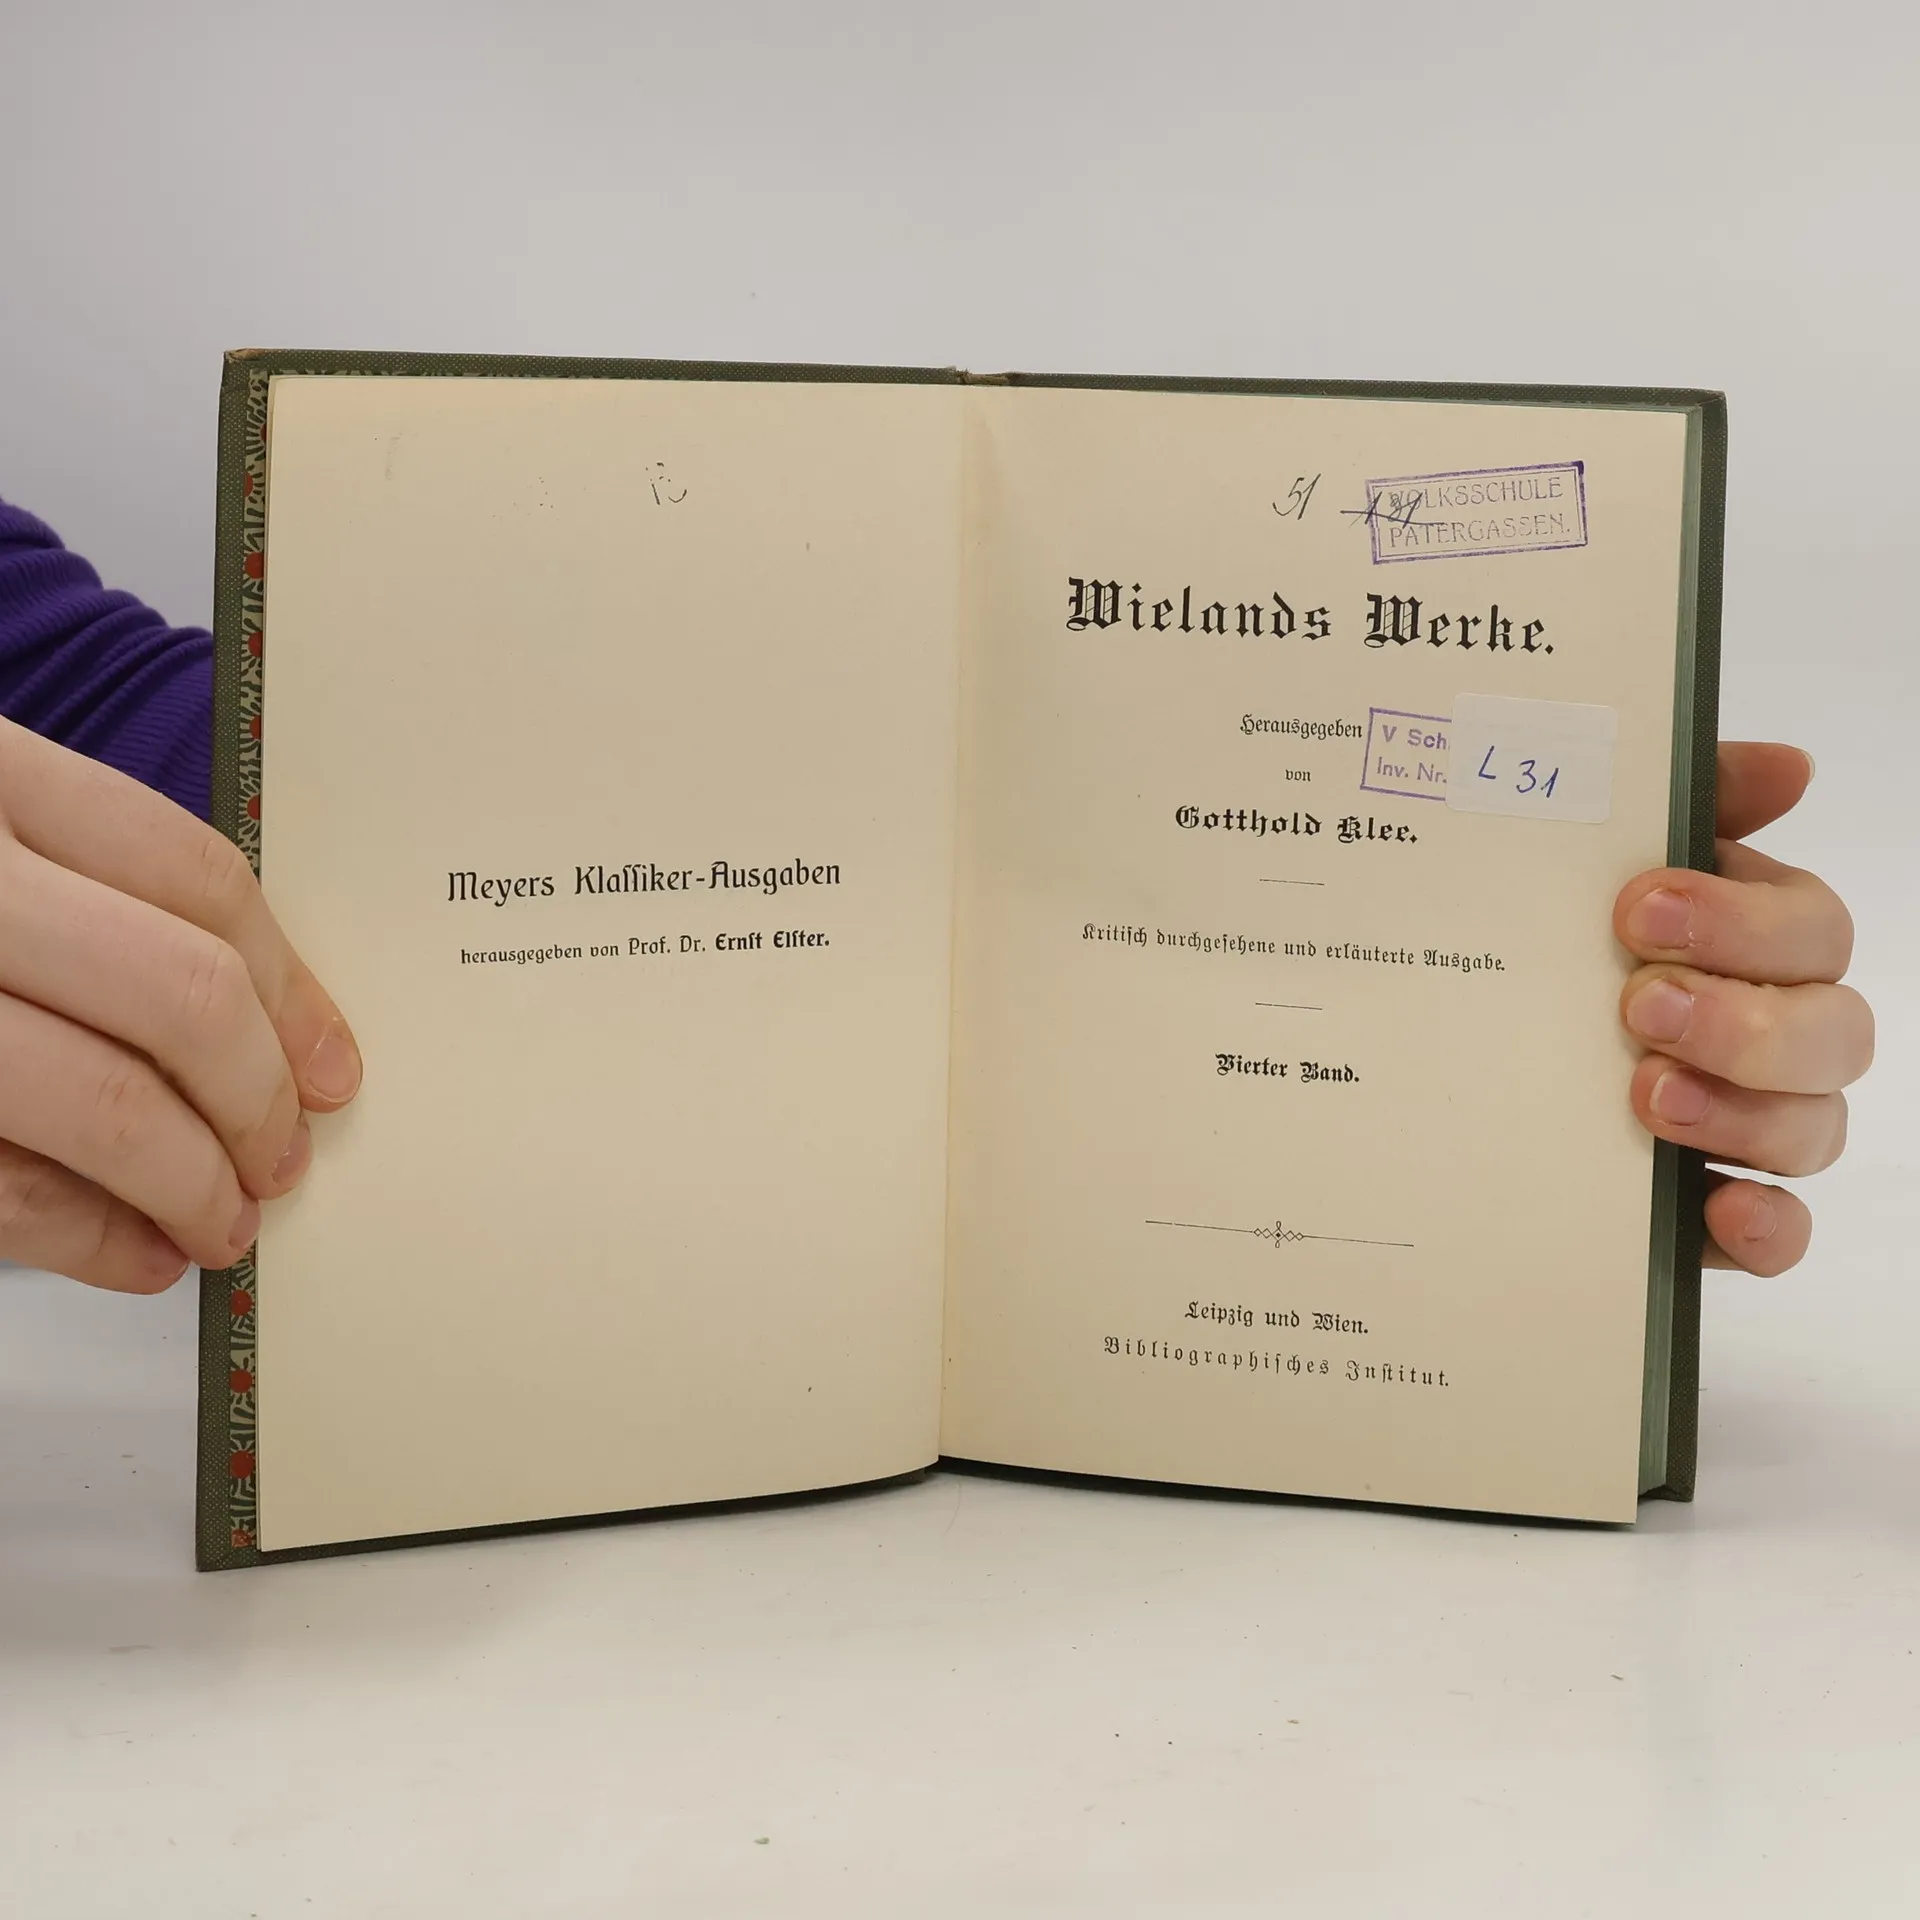 Meyers Klassiker-Ausgaben
herausgegeben von Prof. Dr. Ernst Elster.
51
VOLKSSCHULE
PATERGASSEN.
Wielands Werke.
Herausgegeben
V Sch
Inv. Nr.
L 31
von
Gotthold Klee.
Kritisch durchgesehene und erläuterte Ausgabe.
Vierter Band.
Leipzig und Wien.
Bibliographisches Institut.